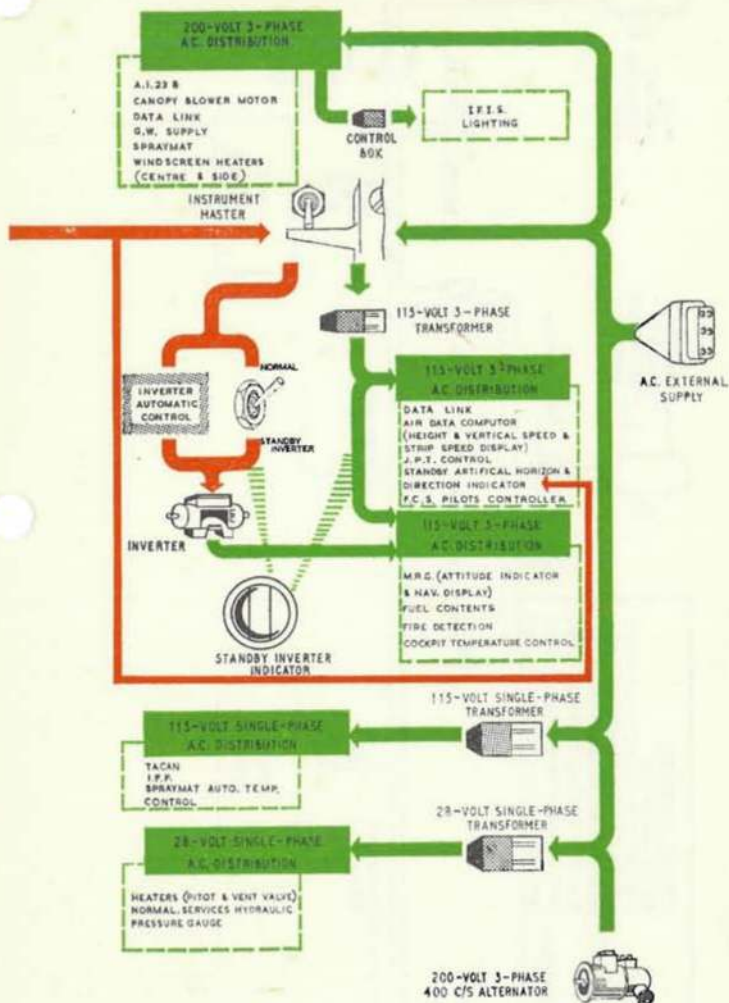 200-VOLT 3-PHASE
A.C. DISTRIBUTION
A.I.23 B
CANOPY BLOWER MOTOR
DATA LINK
G.W. SUPPLY
SPRAYMAT
WINDSCREEN HEATERS
(CENTRE & SIDE)
CONTROL
BOX
I.F.I.S.
LIGHTING
INSTRUMENT
MASTER
115-VOLT 3-PHASE
TRANSFORMER
A.C. EXTERNAL
SUPPLY
INVERTER
AUTOMATIC
CONTROL
NORMAL
STANDBY
INVERTER
115-VOLT 3-PHASE
A.C. DISTRIBUTION
DATA LINK
AIR DATA COMPUTOR
(HEIGHT & VERTICAL SPEED &
STRIP SPEED DISPLAY)
J.P.T. CONTROL
STANDBY ARTIFICAL HORIZON &
DIRECTION INDICATOR
F.C.S. PILOTS CONTROLLER
INVERTER
115-VOLT 3-PHASE
A.C. DISTRIBUTION
M.R.G. (ATTITUDE INDICATOR
& NAV. DISPLAY)
FUEL CONTENTS
FIRE DETECTION
COCKPIT TEMPERATURE CONTROL
STANDBY INVERTER
INDICATOR
115-VOLT SINGLE-PHASE
TRANSFORMER
115-VOLT SINGLE-PHASE
A.C. DISTRIBUTION
TACAN
I.F.F.
SPRAYMAT AUTO. TEMP.
CONTROL
28-VOLT SINGLE-PHASE
TRANSFORMER
28-VOLT SINGLE-PHASE
A.C. DISTRIBUTION
HEATERS (PITOT & VENT VALVE)
NORMAL. SERVICES HYDRAULIC
PRESSURE GAUGE
200-VOLT 3-PHASE
400 C/S ALTERNATOR